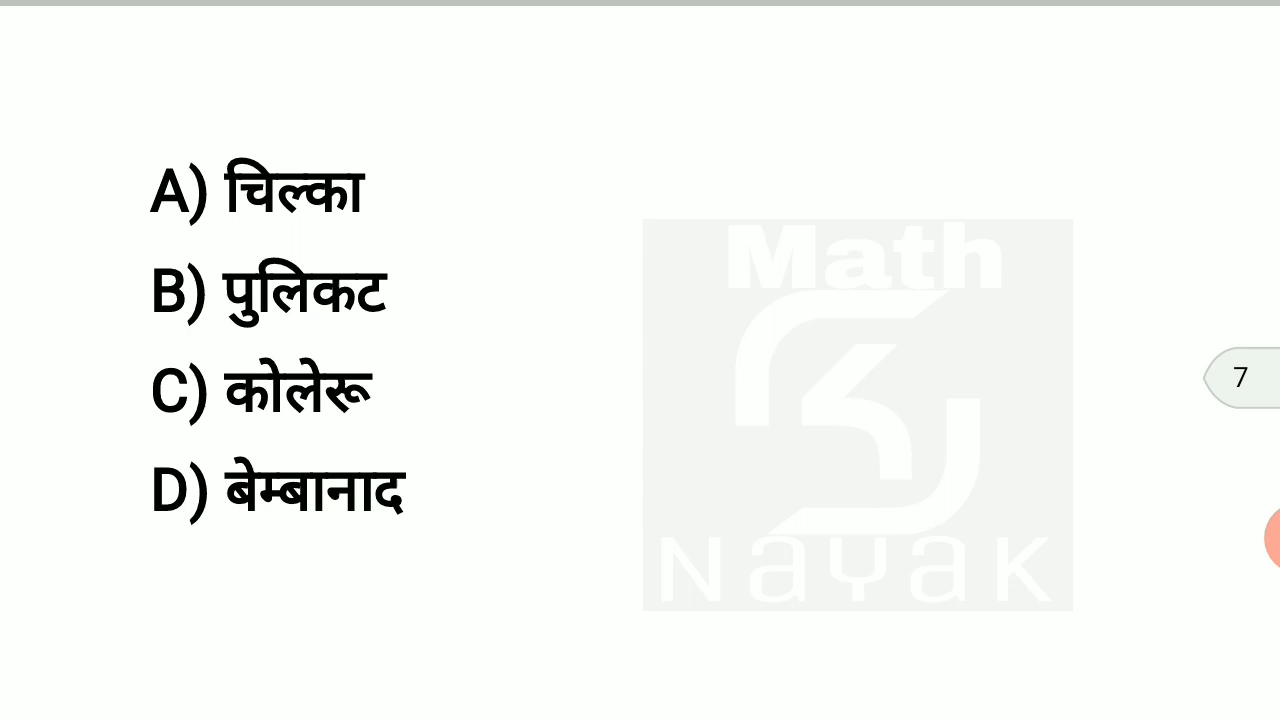 A) चिल्का
B) पुलिकट
C) कोलेरू
D) बेम्बानाद
Math
NaYaK
7